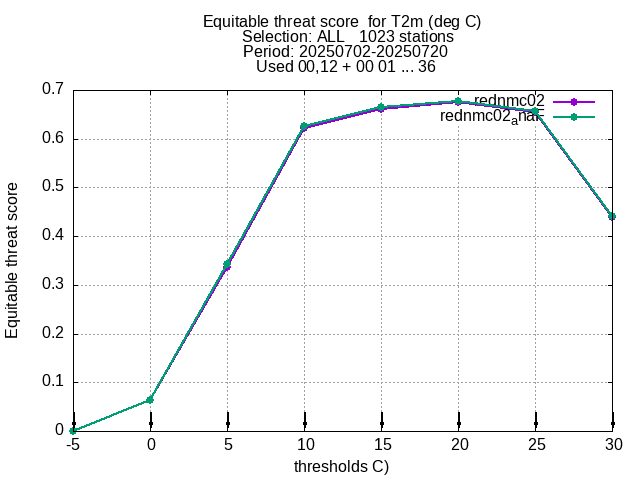 Equitable threat score  for T2m (deg C)
Selection: ALL   1023 stations
Period: 20250702-20250720
Used 00,12 + 00 01 ... 36
0.7
0.6
0.5
0.4
0.3
0.2
0.1
0
Equitable threat score
rednmc02
rednmc02_anaF
-5 0 5 10 15 20 25 30
thresholds C)